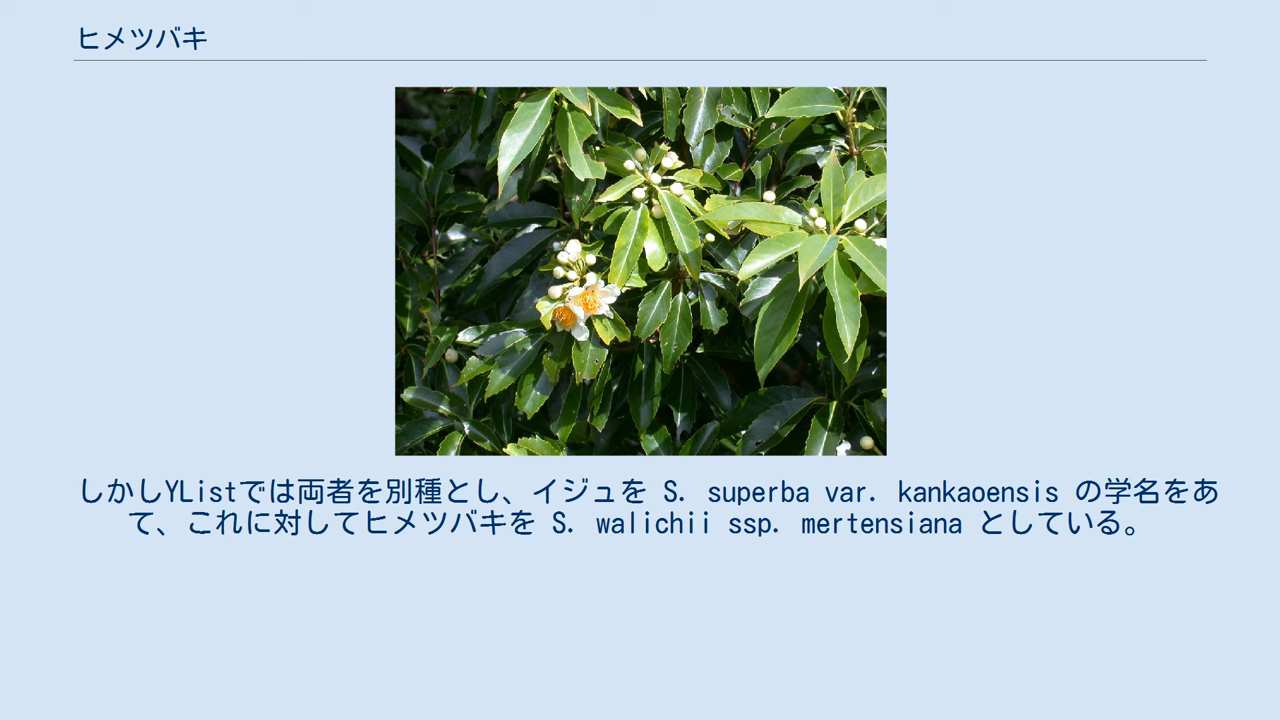 ヒメツバキ
しかしYListでは両者を別種とし、イジュを S. superba var. kankaoensis の学名をあ
て、これに対してヒメツバキを S. walichii ssp. mertensiana としている。